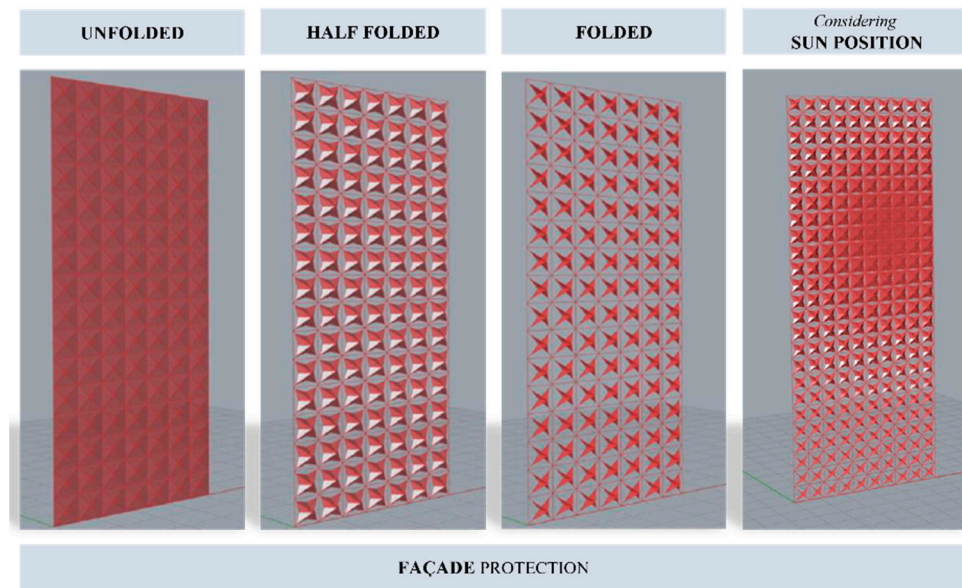 UNFOLDED
HALF FOLDED
FOLDED
Considering
SUN POSITION
FAÇADE PROTECTION